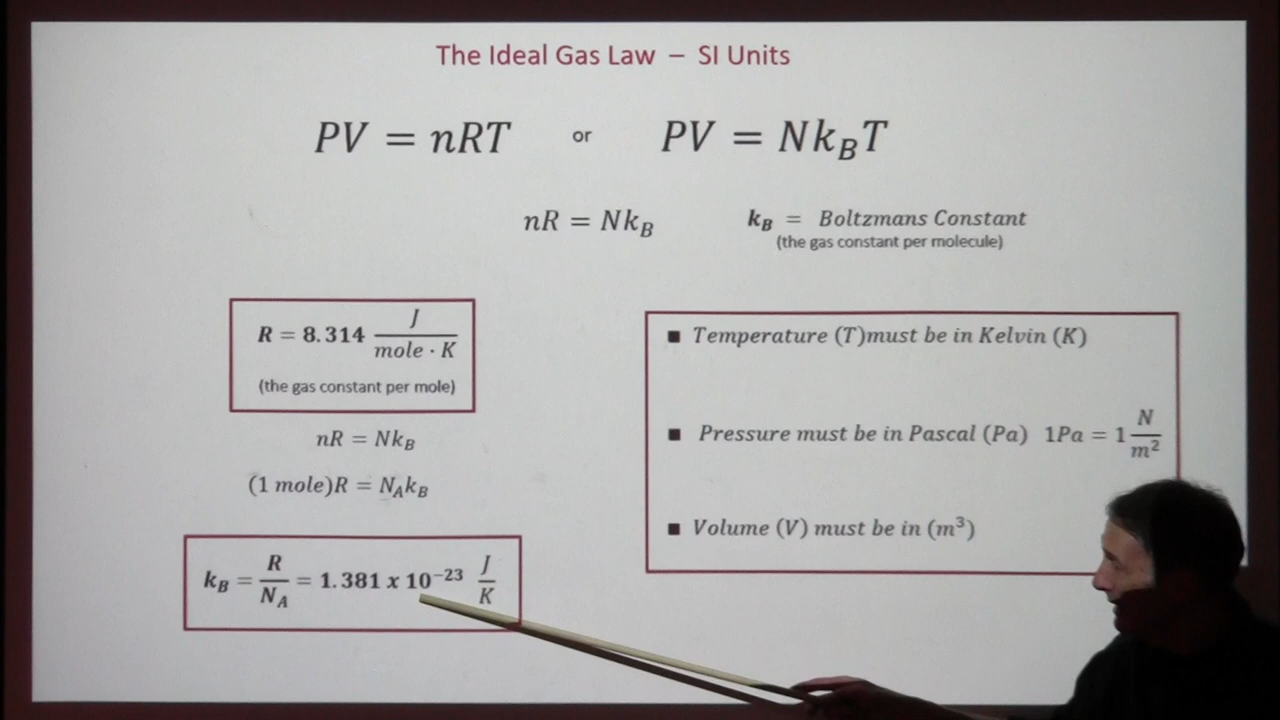 The Ideal Gas Law – SI Units
PV = nRT or PV = Nk_BT
nR = Nk_B k_B = Boltzmans Constant
(the gas constant per molecule)
R = 8.314 J/(mole · K)
(the gas constant per mole)
nR = Nk_B
(1 mole)R = N_Ak_B
k_B = R/N_A = 1.381 x 10^-23 J/K
■ Temperature (T)must be in Kelvin (K)
■ Pressure must be in Pascal (Pa) 1Pa = 1 N/m²
■ Volume (V) must be in (m³)